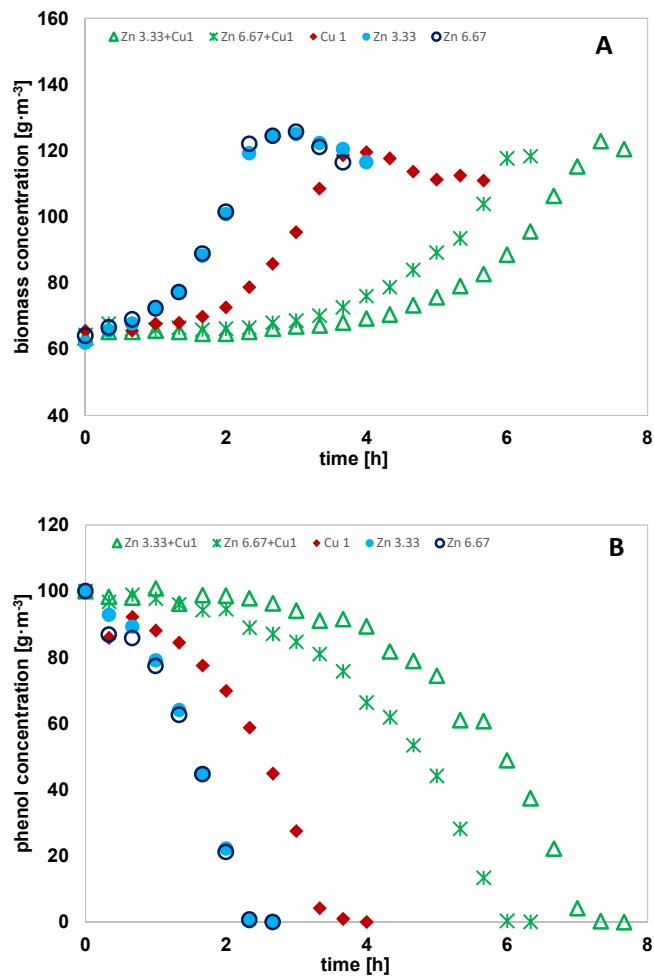 160
Zn 3.33+Cu1 Zn 6.67+Cu1 Cu 1 Zn 3.33 Zn 6.67
A
140
120
100
80
60
40
biomass concentration [g·m⁻³]
0 2 4 6 8
time [h]
120
Zn 3.33+Cu1 Zn 6.67+Cu1 Cu 1 Zn 3.33 Zn 6.67
B
100
80
60
40
20
0
phenol concentration [g·m⁻³]
0 2 4 6 8
time [h]